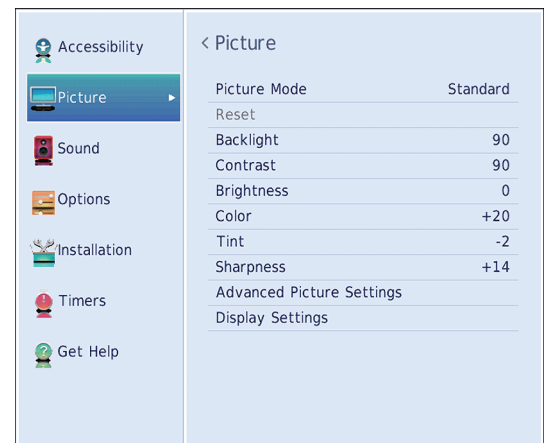 Accessibility
Picture
Sound
Options
Installation
Timers
Get Help
< Picture
Picture Mode Standard
Reset
Backlight 90
Contrast 90
Brightness 0
Color +20
Tint -2
Sharpness +14
Advanced Picture Settings
Display Settings